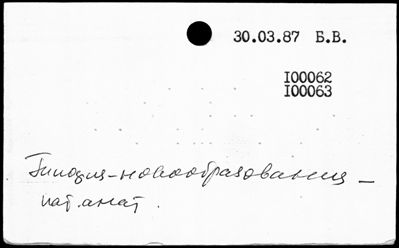 30.03.87 Б.В.
I00062
I00063
Гипофиз-новообразования –
пат.анат.